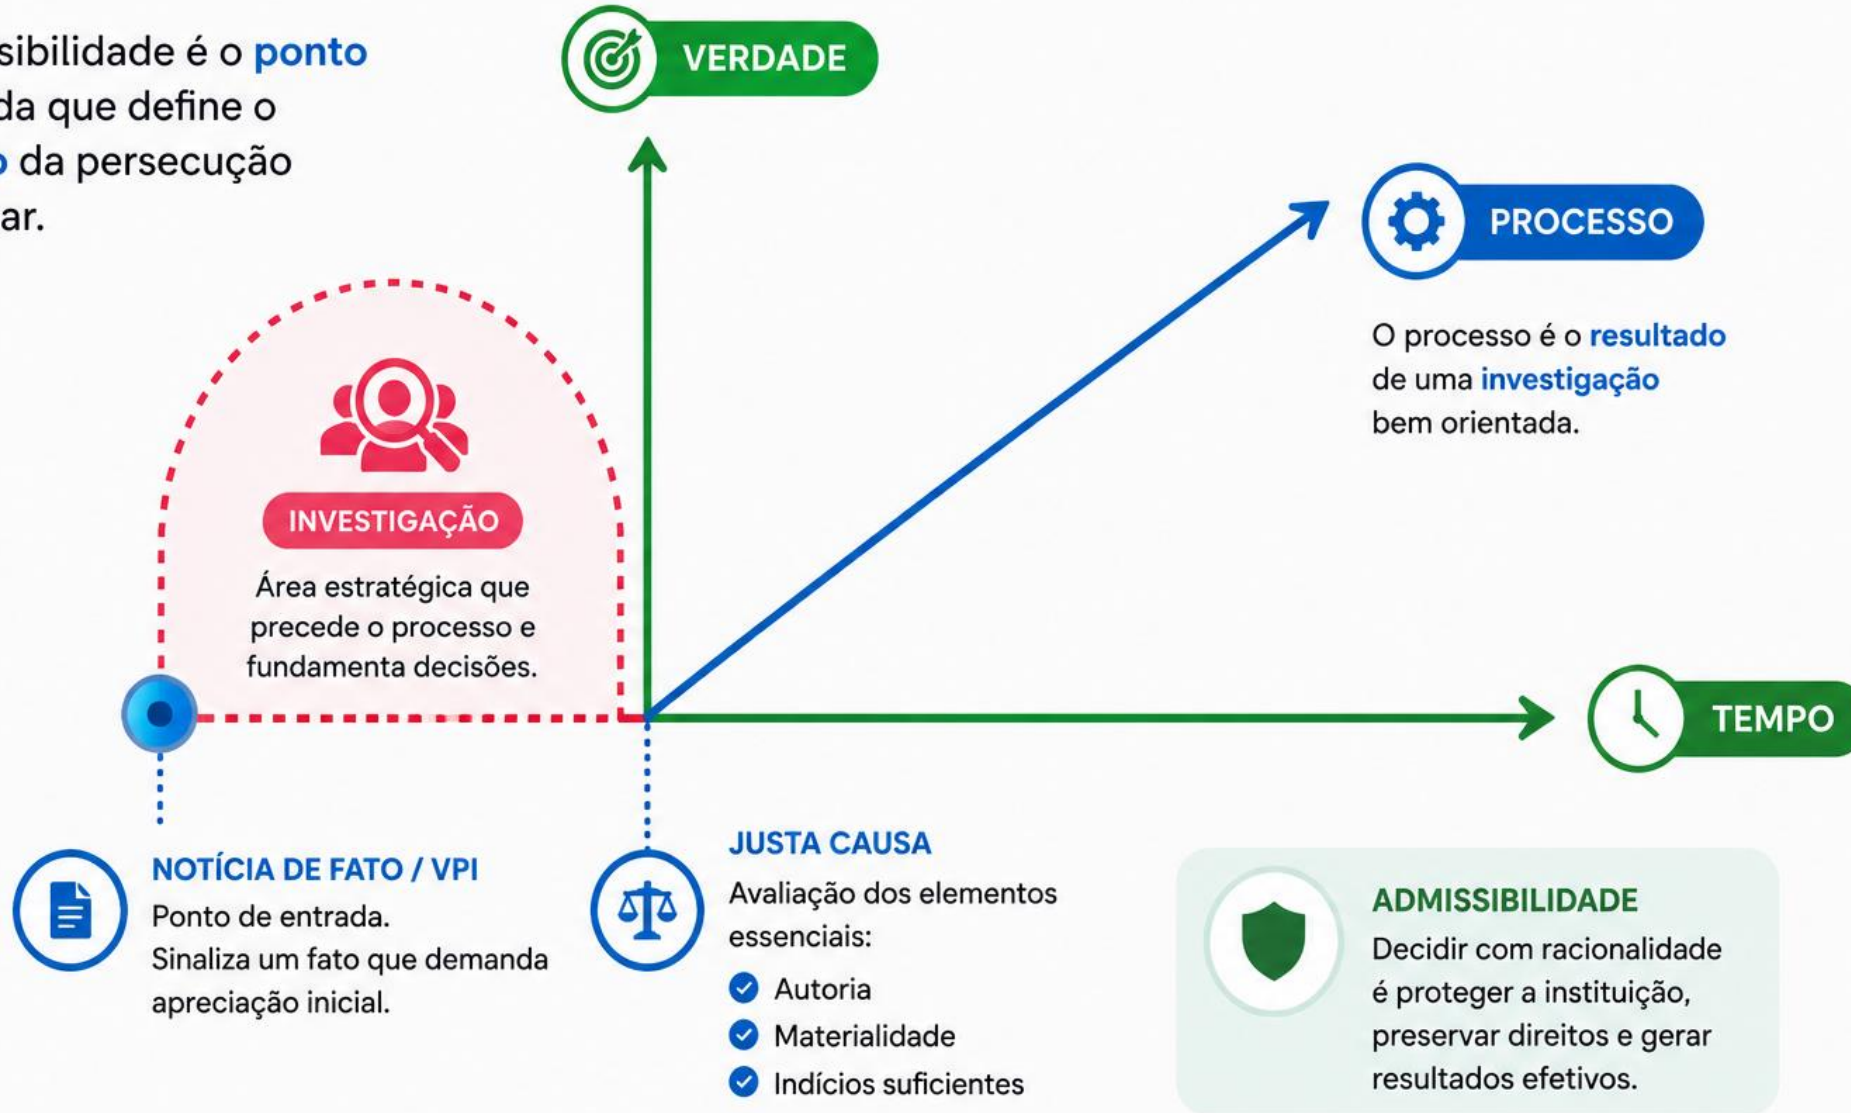 sibilidade é o ponto
da que define o
o da persecução
ar.
VERDADE
PROCESSO
O processo é o resultado
de uma investigação
bem orientada.
INVESTIGAÇÃO
Área estratégica que
precede o processo e
fundamenta decisões.
TEMPO
NOTÍCIA DE FATO / VPI
Ponto de entrada.
Sinaliza um fato que demanda
apreciação inicial.
JUSTA CAUSA
Avaliação dos elementos
essenciais:
Autoria
Materialidade
Indícios suficientes
ADMISSIBILIDADE
Decidir com racionalidade
é proteger a instituição,
preservar direitos e gerar
resultados efetivos.